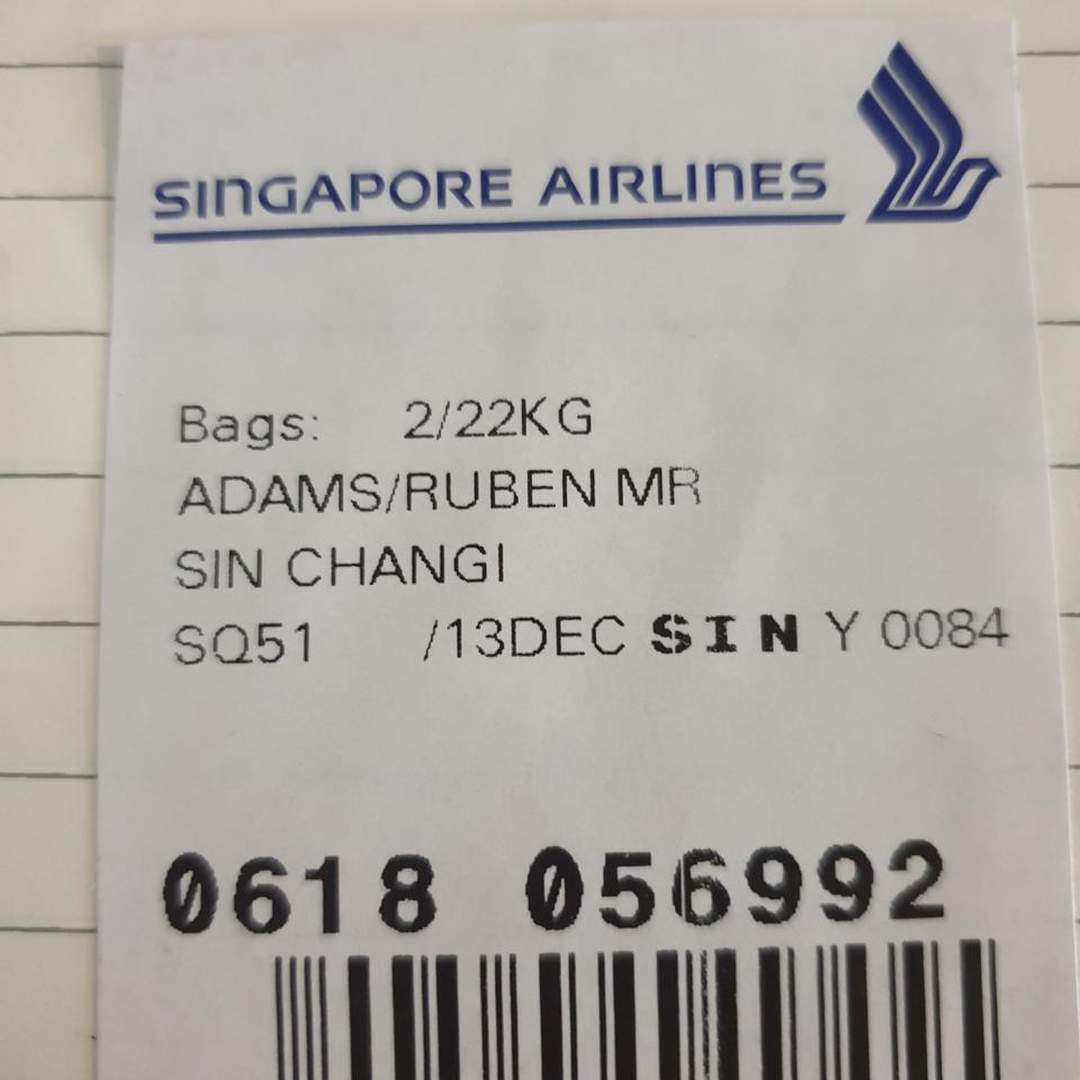 SINGAPORE AIRLINES
Bags: 2/22KG
ADAMS/RUBEN MR
SIN CHANGI
SQ51 /13DEC SIN Y 0084
0618 056992